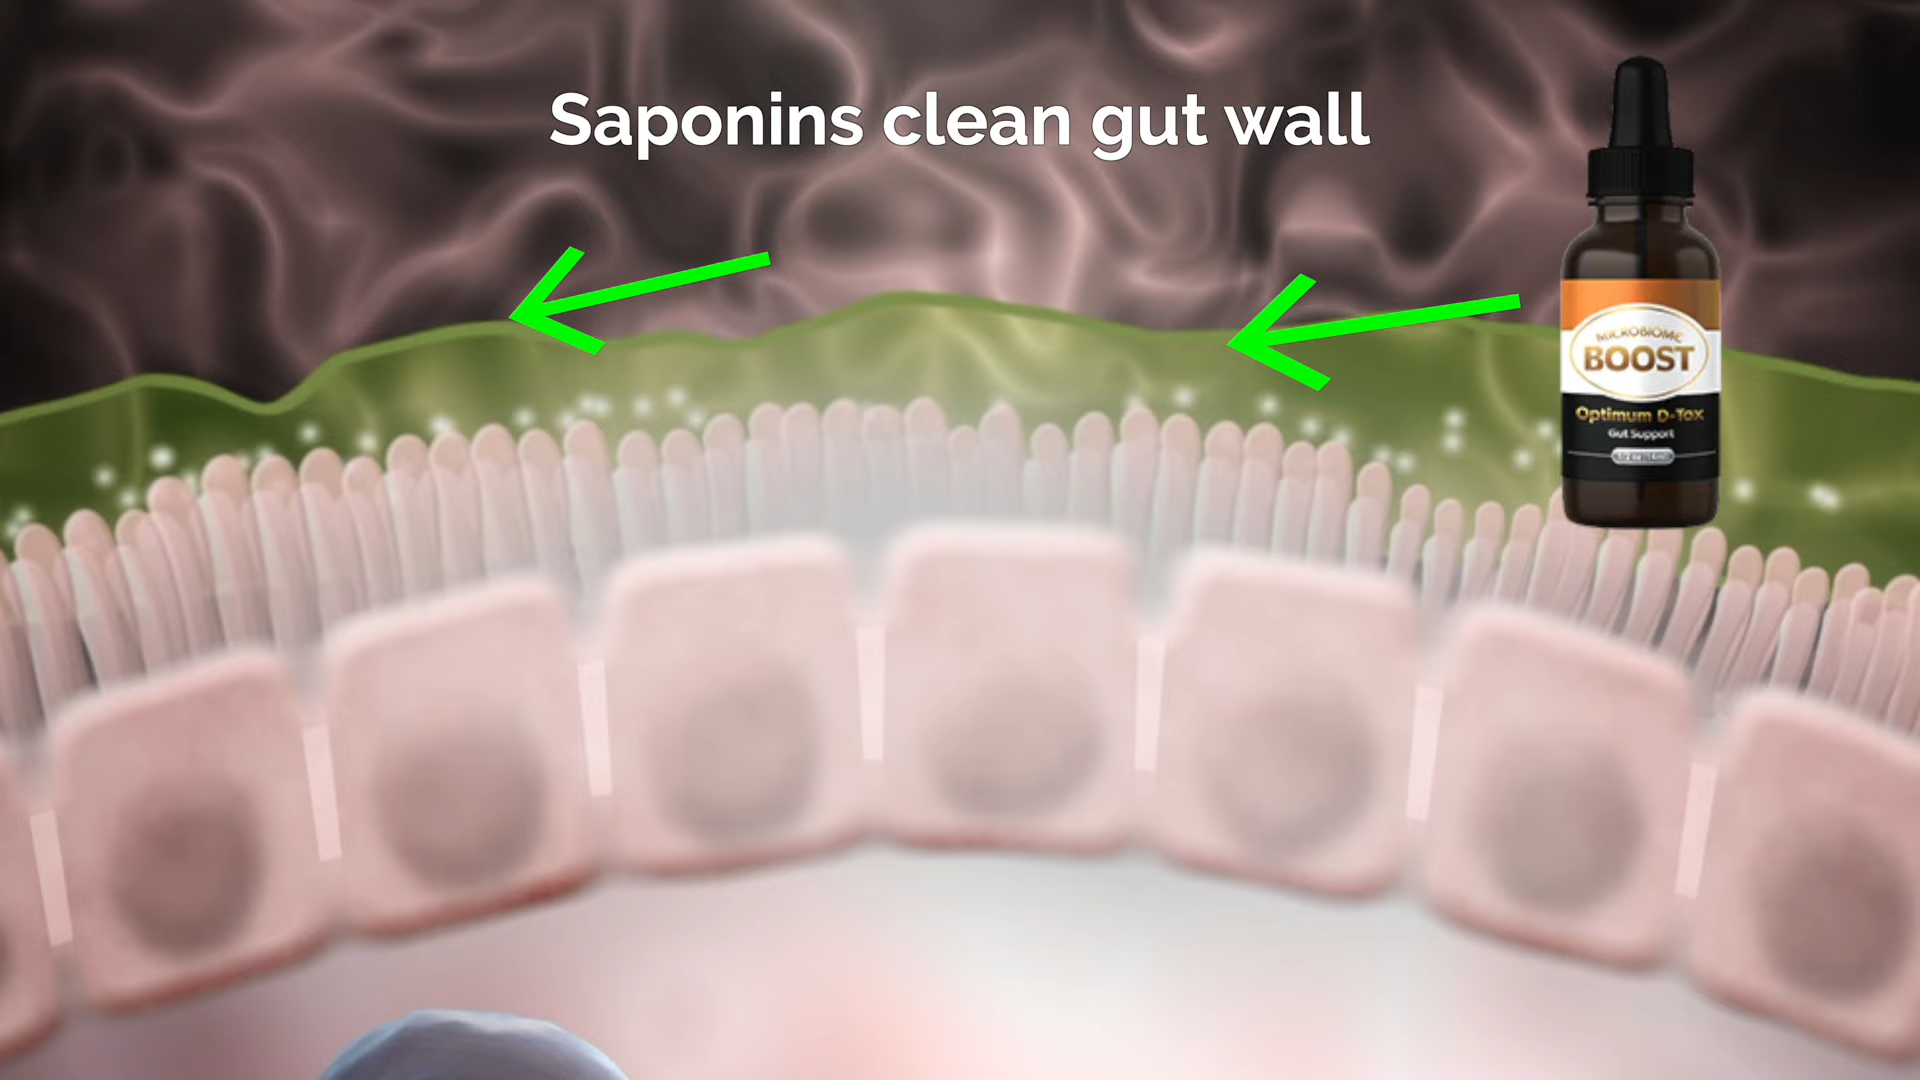 Saponins clean gut wall
MICROBIOME
BOOST
Optimum D-Tox
Gut Support